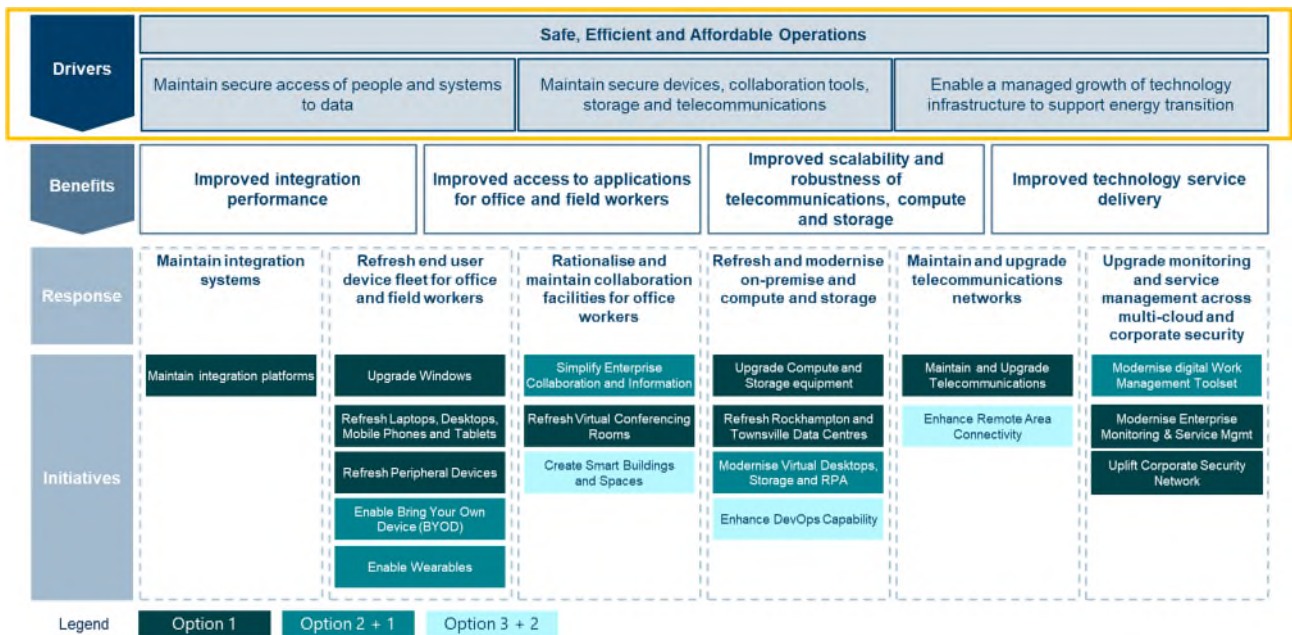 Drivers
Safe, Efficient and Affordable Operations
Maintain secure access of people and systems
to data
Maintain secure devices, collaboration tools,
storage and telecommunications
Enable a managed growth of technology
infrastructure to support energy transition
Benefits
Improved integration
performance
Improved access to applications
for office and field workers
Improved scalability and
robustness of
telecommunications, compute
and storage
Improved technology service
delivery
Response
Maintain integration
systems
Refresh end user
device fleet for office
and field workers
Rationalise and
maintain collaboration
facilities for office
workers
Refresh and modernise
on-premise and
compute and storage
Maintain and upgrade
telecommunications
networks
Upgrade monitoring
and service
management across
multi-cloud and
corporate security
Initiatives
Maintain integration platforms
Upgrade Windows
Refresh Laptops, Desktops,
Mobile Phones and Tablets
Refresh Peripheral Devices
Enable Bring Your Own
Device (BYOD)
Enable Wearables
Simplify Enterprise
Collaboration and Information
Refresh Virtual Conferencing
Rooms
Create Smart Buildings
and Spaces
Upgrade Compute and
Storage equipment
Refresh Rockhampton and
Townsville Data Centres
Modernise Virtual Desktops,
Storage and RPA
Enhance DevOps Capability
Maintain and Upgrade
Telecommunications
Enhance Remote Area
Connectivity
Modernise digital Work
Management Toolset
Modernise Enterprise
Monitoring & Service Mgmt
Uplift Corporate Security
Network
Legend
Option 1
Option 2 + 1
Option 3 + 2